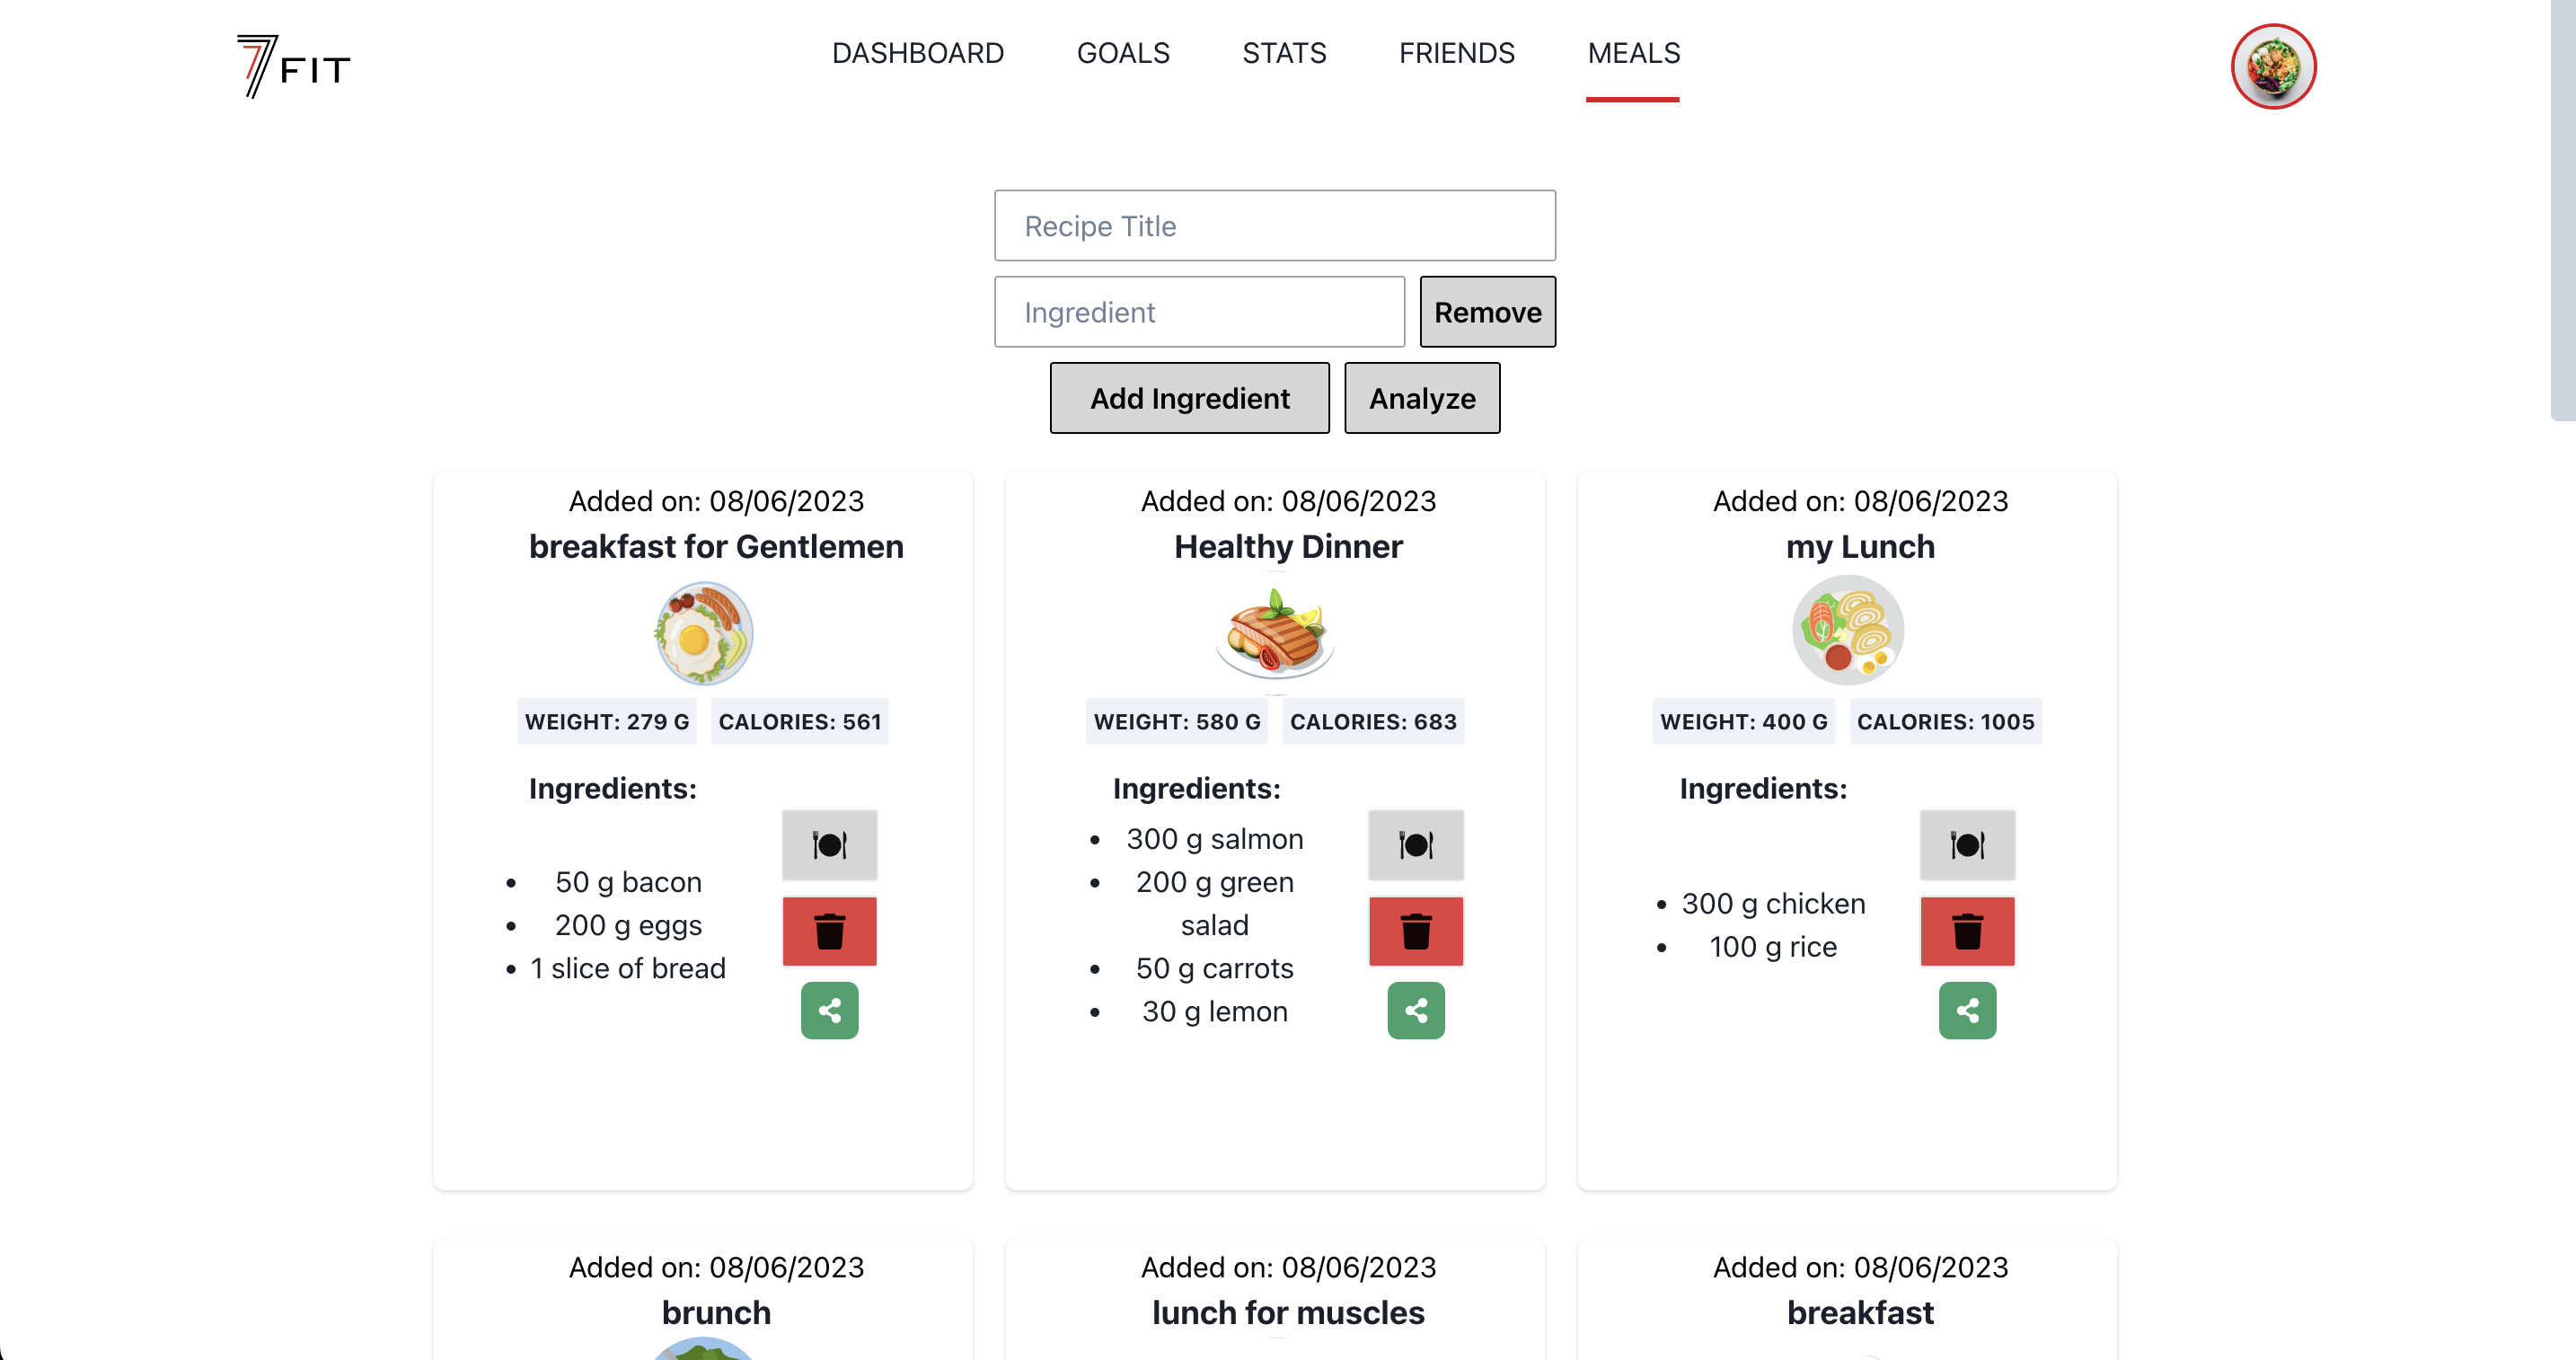 7 FIT
DASHBOARD GOALS STATS FRIENDS MEALS
Recipe Title
Ingredient Remove
Add Ingredient Analyze
Added on: 08/06/2023
breakfast for Gentlemen
WEIGHT: 279 G CALORIES: 561
Ingredients:
50 g bacon
200 g eggs
1 slice of bread
Added on: 08/06/2023
Healthy Dinner
WEIGHT: 580 G CALORIES: 683
Ingredients:
300 g salmon
200 g green
salad
50 g carrots
30 g lemon
Added on: 08/06/2023
my Lunch
WEIGHT: 400 G CALORIES: 1005
Ingredients:
300 g chicken
100 g rice
Added on: 08/06/2023
brunch
Added on: 08/06/2023
lunch for muscles
Added on: 08/06/2023
breakfast